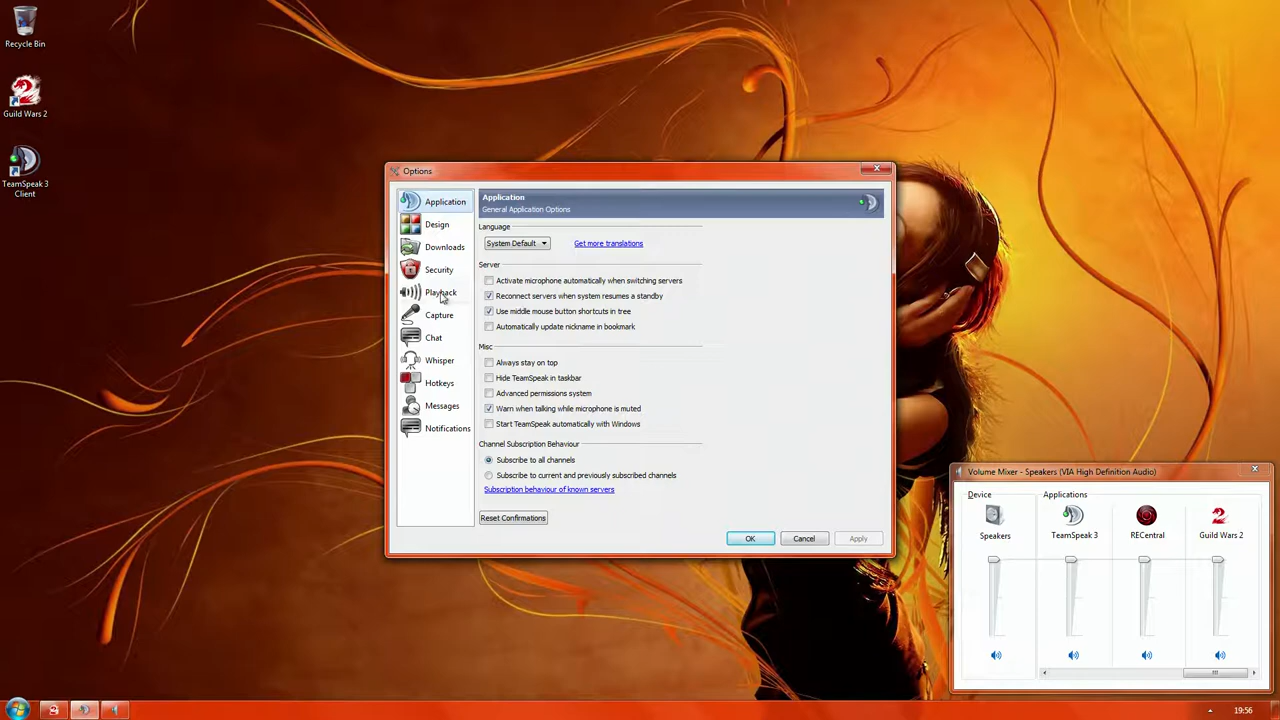 Recycle Bin
Guild Wars 2
TeamSpeak 3
Client
Options
Application
Design
Downloads
Security
Playback
Capture
Chat
Whisper
Hotkeys
Messages
Notifications
Application
General Application Options
Language
System Default
Get more translations
Server
Activate microphone automatically when switching servers
Reconnect servers when system resumes a standby
Use middle mouse button shortcuts in tree
Automatically update nickname in bookmark
Misc
Always stay on top
Hide TeamSpeak in taskbar
Advanced permissions system
Warn when talking while microphone is muted
Start TeamSpeak automatically with Windows
Channel Subscription Behaviour
Subscribe to all channels
Subscribe to current and previously subscribed channels
Subscription behaviour of known servers
Reset Confirmations
OK Cancel Apply
Volume Mixer - Speakers (VIA High Definition Audio)
Device Applications
Speakers TeamSpeak 3 RECentral Guild Wars 2
19:56